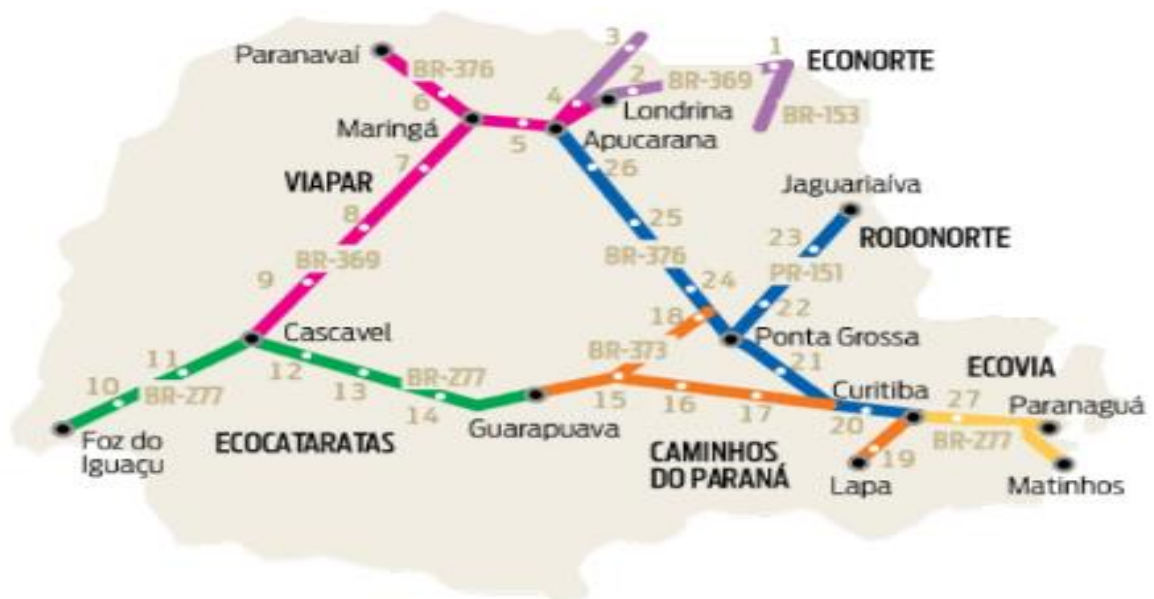 3
1
ECONORTE
Paranavaí
BR-376
2
BR-369
6
4
Londrina
BR-153
Maringá
5
Apucarana
7
26
VIAPAR
Jaguariaíva
8
25
23
RODONORTE
BR-369
BR-376
9
24
PR-151
18
22
Cascavel
Ponta Grossa
11
BR-373
12
21
ECOVIA
10
BR-277
13
BR-277
Curitiba
27
Paranaguá
14
15
16
17
20
Guarapuava
BR-277
Foz do
Iguaçu
ECOCATARATAS
CAMINHOS
DO PARANÁ
19
Lapa
Matinhos